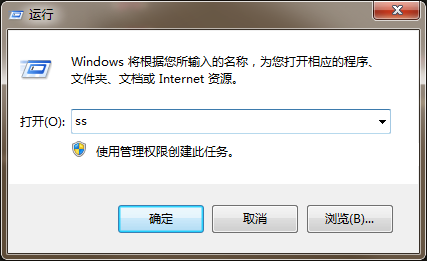 运行
Windows 将根据您所输入的名称，为您打开相应的程序、
文件夹、文档或 Internet 资源。
打开(O): ss
使用管理权限创建此任务。
确定 取消 浏览(B)...